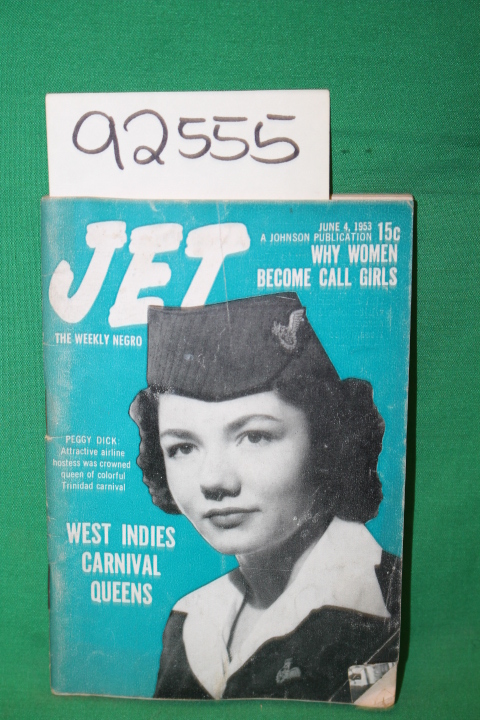 92555
JET
JUNE 4, 1953
A JOHNSON PUBLICATION 15c
WHY WOMEN
BECOME CALL GIRLS
THE WEEKLY NEGRO
PEGGY DICK:
Attractive airline
hostess was crowned
queen of colorful
Trinidad carnival
WEST INDIES
CARNIVAL
QUEENS